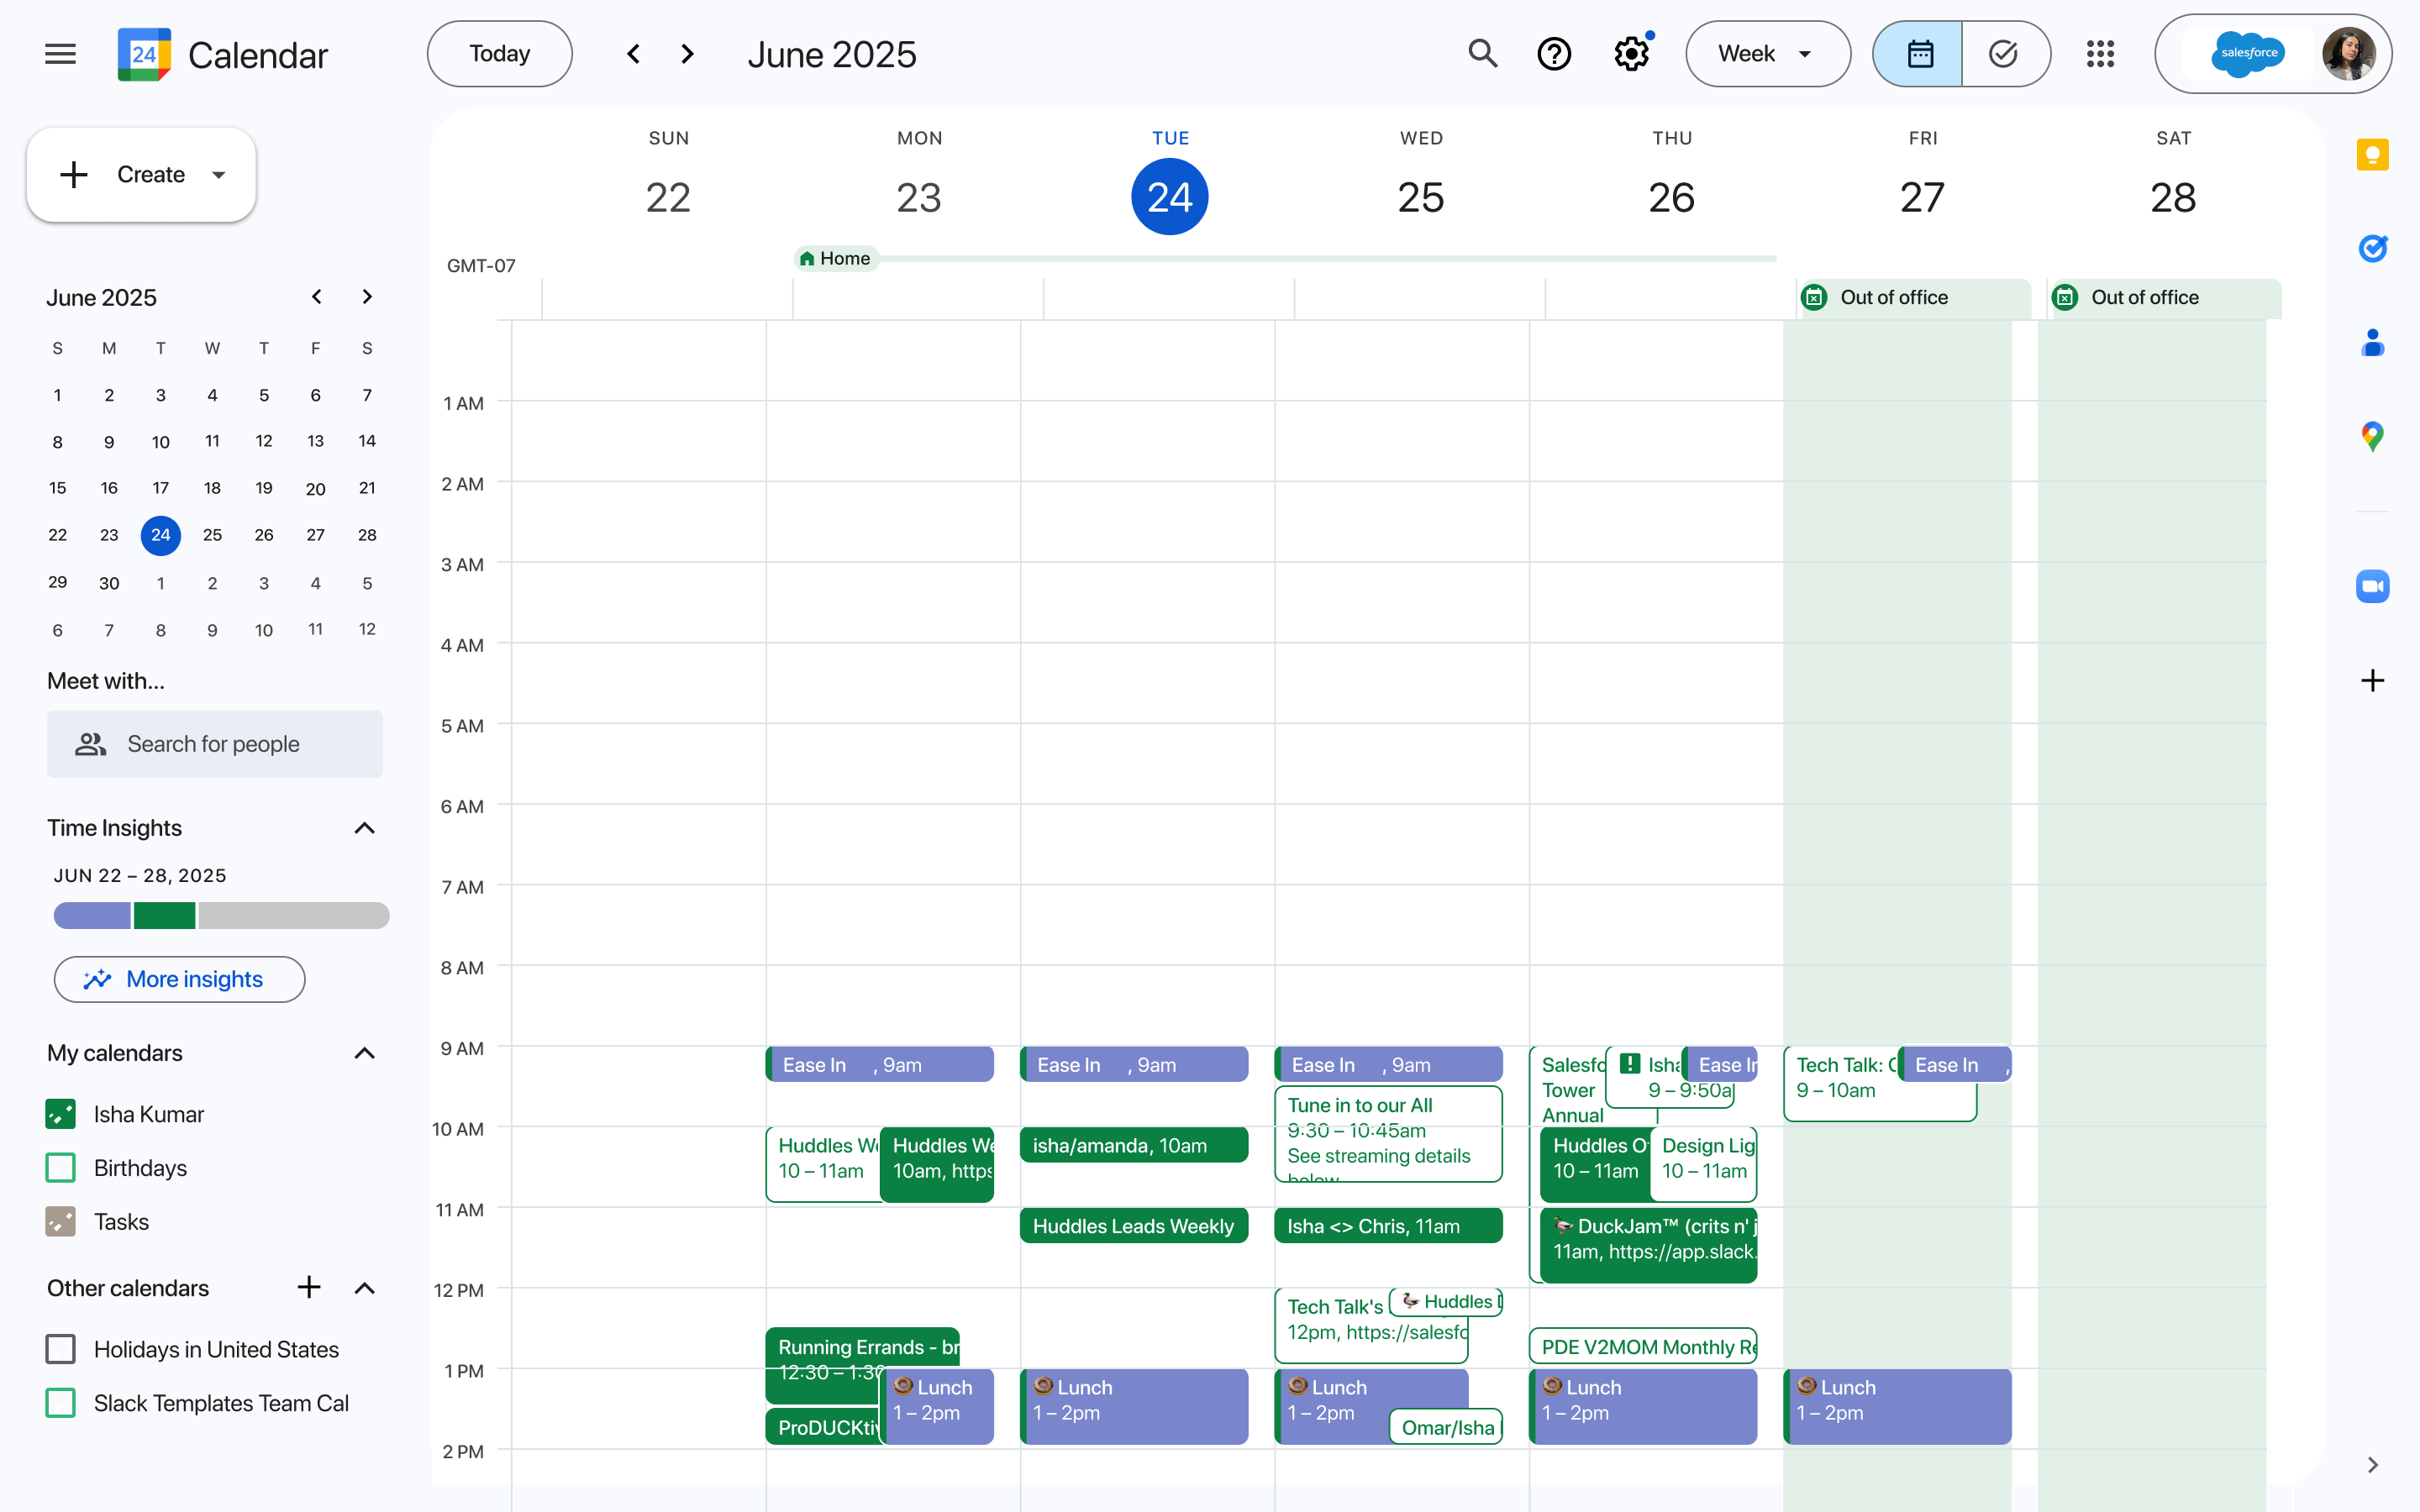 24 Calendar
Today
June 2025
Week
salesforce
Create
June 2025
S M T W T F S
1 2 3 4 5 6 7
8 9 10 11 12 13 14
15 16 17 18 19 20 21
22 23 24 25 26 27 28
29 30 1 2 3 4 5
6 7 8 9 10 11 12
Meet with...
Search for people
Time Insights
JUN 22 – 28, 2025
More insights
My calendars
Isha Kumar
Birthdays
Tasks
Other calendars
Holidays in United States
Slack Templates Team Cal
SUN MON TUE WED THU FRI SAT
22 23 24 25 26 27 28
GMT-07
Home
Out of office
Out of office
1 AM
2 AM
3 AM
4 AM
5 AM
6 AM
7 AM
8 AM
9 AM
10 AM
11 AM
12 PM
1 PM
2 PM
Ease In , 9am
Huddles We
10 – 11am
Huddles We
10am, https
Running Errands - br
12:30 – 1:30
ProDUCKtiv
Lunch
1 – 2pm
Ease In , 9am
isha/amanda, 10am
Huddles Leads Weekly
Lunch
1 – 2pm
Ease In , 9am
Tune in to our All
9:30 – 10:45am
See streaming details
below
Isha <> Chris, 11am
Tech Talk's
12pm, https://salesfo
Huddles D
Lunch
1 – 2pm
Omar/Isha
Salesfo
Tower
Annual
Isha
9 – 9:50a
Ease In
Huddles O
10 – 11am
Design Lig
10 – 11am
DuckJam™ (crits n' j
11am, https://app.slack.
PDE V2MOM Monthly Re
Lunch
1 – 2pm
Tech Talk: C
9 – 10am
Ease In ,
Lunch
1 – 2pm